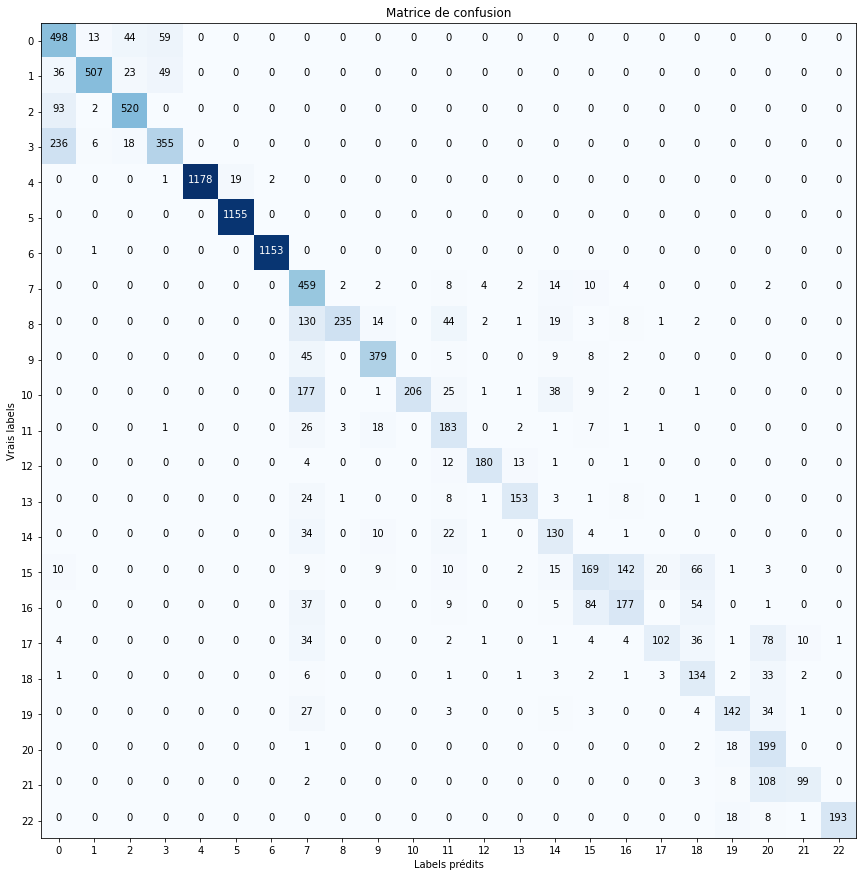 Matrice de confusion
0 498 13 44 59 0 0 0 0 0 0 0 0 0 0 0 0 0 0 0 0 0 0 0
1 36 507 23 49 0 0 0 0 0 0 0 0 0 0 0 0 0 0 0 0 0 0 0
2 93 2 520 0 0 0 0 0 0 0 0 0 0 0 0 0 0 0 0 0 0 0 0
3 236 6 18 355 0 0 0 0 0 0 0 0 0 0 0 0 0 0 0 0 0 0 0
4 0 0 0 1 1178 19 2 0 0 0 0 0 0 0 0 0 0 0 0 0 0 0 0
5 0 0 0 0 0 1155 0 0 0 0 0 0 0 0 0 0 0 0 0 0 0 0 0
6 0 1 0 0 0 0 1153 0 0 0 0 0 0 0 0 0 0 0 0 0 0 0 0
7 0 0 0 0 0 0 0 459 2 2 0 8 4 2 14 10 4 0 0 0 2 0 0
8 0 0 0 0 0 0 0 130 235 14 0 44 2 1 19 3 8 1 2 0 0 0 0
9 0 0 0 0 0 0 0 45 0 379 0 5 0 0 9 8 2 0 0 0 0 0 0
10 0 0 0 0 0 0 0 177 0 1 206 25 1 1 38 9 2 0 1 0 0 0 0
11 0 0 0 1 0 0 0 26 3 18 0 183 0 2 1 7 1 1 0 0 0 0 0
12 0 0 0 0 0 0 0 4 0 0 0 12 180 13 1 0 1 0 0 0 0 0 0
13 0 0 0 0 0 0 0 24 1 0 0 8 1 153 3 1 8 0 1 0 0 0 0
14 0 0 0 0 0 0 0 34 0 10 0 22 1 0 130 4 1 0 0 0 0 0 0
15 10 0 0 0 0 0 0 9 0 9 0 10 0 2 15 169 142 20 66 1 3 0 0
16 0 0 0 0 0 0 0 37 0 0 0 9 0 0 5 84 177 0 54 0 1 0 0
17 4 0 0 0 0 0 0 34 0 0 0 2 1 0 1 4 4 102 36 1 78 10 1
18 1 0 0 0 0 0 0 6 0 0 0 1 0 1 3 2 1 3 134 2 33 2 0
19 0 0 0 0 0 0 0 27 0 0 0 3 0 0 5 3 0 0 4 142 34 1 0
20 0 0 0 0 0 0 0 1 0 0 0 0 0 0 0 0 0 0 2 18 199 0 0
21 0 0 0 0 0 0 0 2 0 0 0 0 0 0 0 0 0 0 3 8 108 99 0
22 0 0 0 0 0 0 0 0 0 0 0 0 0 0 0 0 0 0 0 18 8 1 193
0 1 2 3 4 5 6 7 8 9 10 11 12 13 14 15 16 17 18 19 20 21 22
Labels prédits
Vrais labels